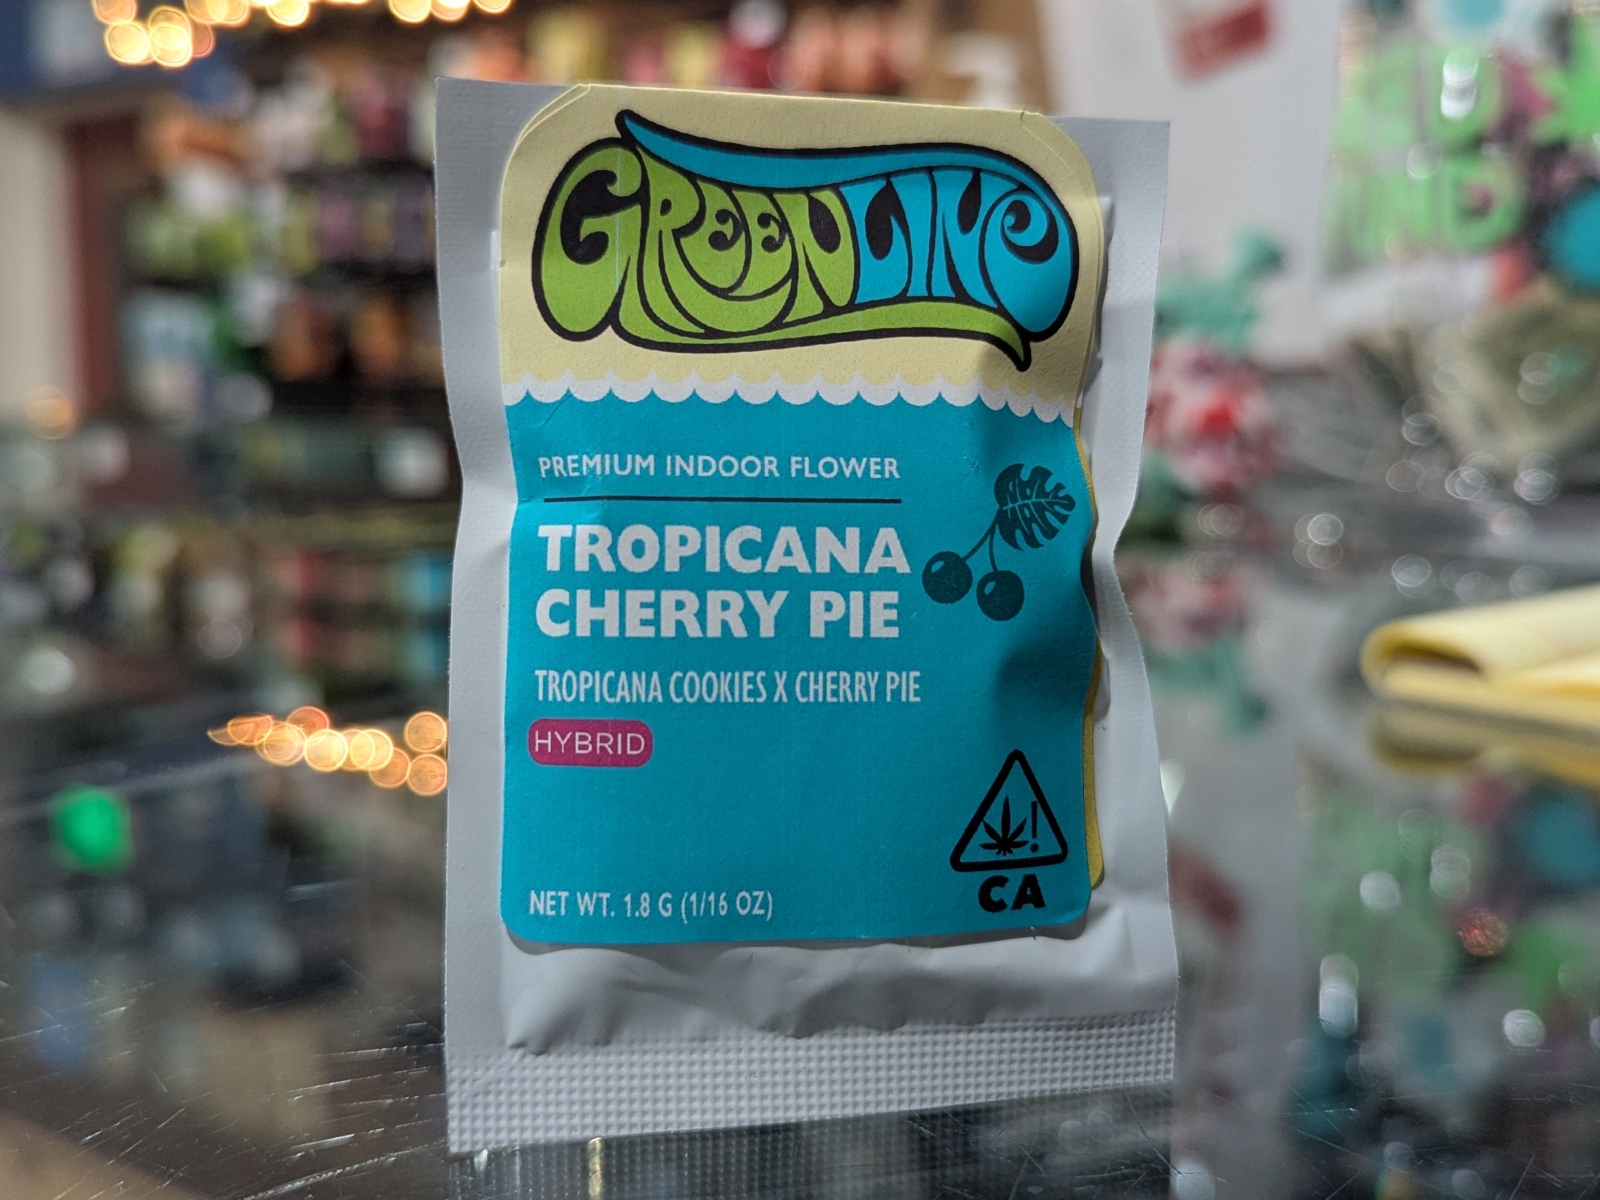 GREENLINE
PREMIUM INDOOR FLOWER
TROPICANA
CHERRY PIE
TROPICANA COOKIES X CHERRY PIE
HYBRID
NET WT. 1.8 G (1/16 OZ)
CA